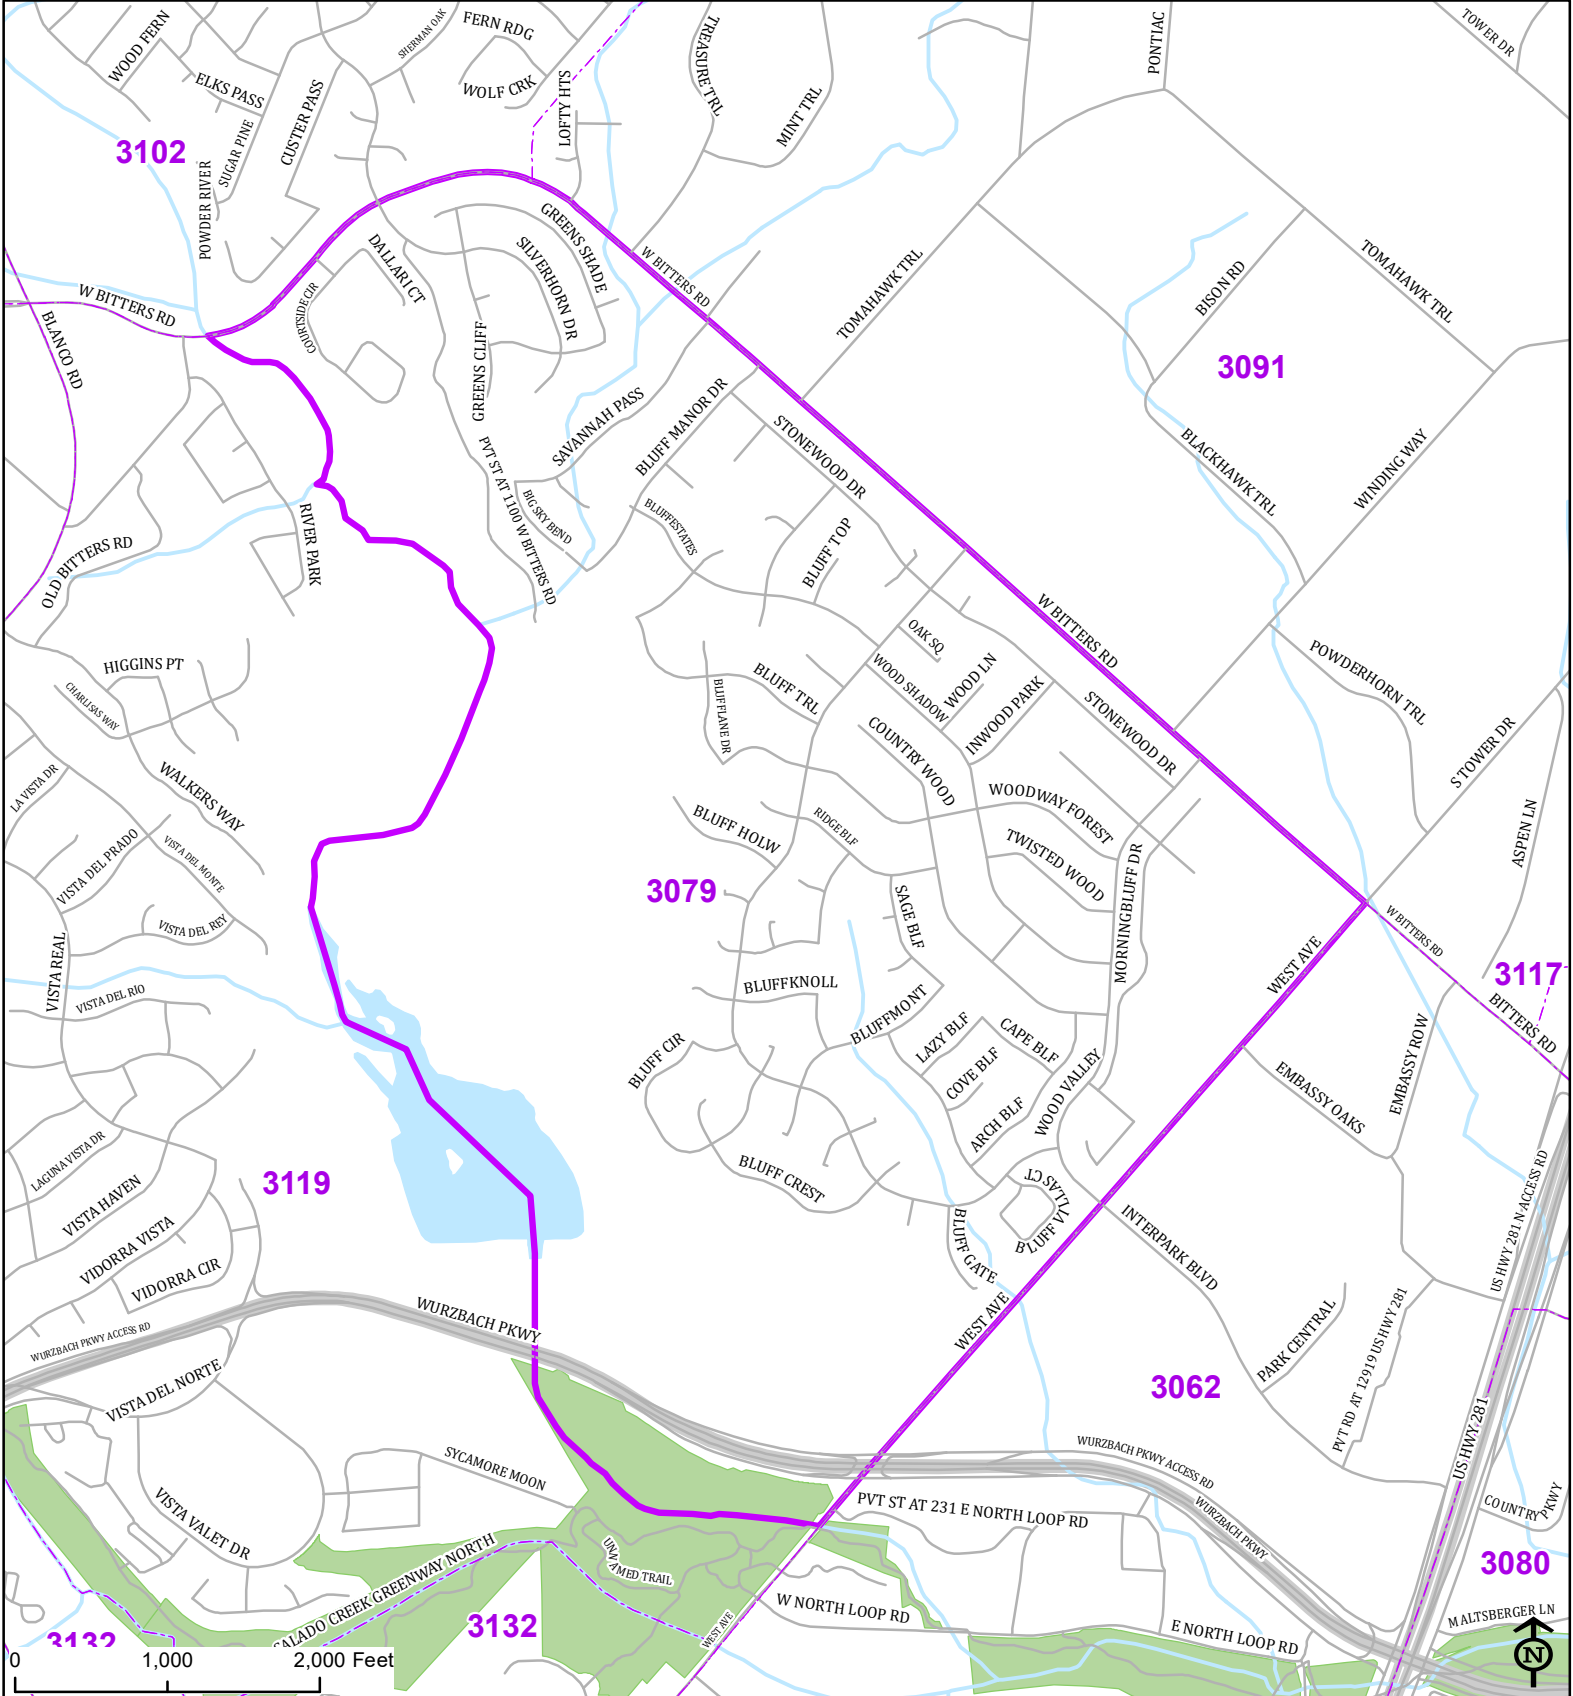 WOOD FERN
SHERMAN OAK
FERN RDG
TREASURE TRL
PONTIAC
TOWER DR
ELKS PASS
WOLF CRK
LOFTY HTS
MINT TRL
CUSTER PASS
SUGAR PINE
3102
POWDER RIVER
GREENS SHADE
DALLARI CT
SILVERHORN DR
W BITTERS RD
TOMAHAWK TRL
BISON RD
TOMAHAWK TRL
W BITTERS RD
COURTSIDE CIR
BLANCO RD
GREENS CLIFF
3091
SAVANNAH PASS
BLUFF MANOR DR
STONEWOOD DR
BLACKHAWK TRL
WINDING WAY
PVT ST AT 1100 W BITTERS RD
BIG SKY BEND
BLUFFESTATES
RIVER PARK
BLUFF TOP
OLD BITTERS RD
W BITTERS RD
OAK SQ
HIGGINS PT
CHARLISAS WAY
BLUFF TRL
BLUFFLANE DR
WOOD SHADOW
WOOD LN
INWOOD PARK
STONEWOOD DR
POWDERHORN TRL
S TOWER DR
COUNTRY WOOD
LA VISTA DR
WALKERS WAY
WOODWAY FOREST
BLUFF HOLW
RIDGE BLF
TWISTED WOOD
ASPEN LN
VISTA DEL PRADO
VISTA DEL MONTE
3079
SAGE BLF
MORNINGBLUFF DR
W BITTERS RD
VISTA DEL REY
VISTA REAL
WEST AVE
3117
BLUFFKNOLL
VISTA DEL RIO
BLUFFMONT
BITTERS RD
LAZY BLF
CAPE BLF
EMBASSY ROW
BLUFF CIR
COVE BLF
EMBASSY OAKS
ARCH BLF
WOOD VALLEY
LAGUNA VISTA DR
3119
BLUFF CREST
VISTA HAVEN
BLUFF VILLAS CT
VIDORRA VISTA
BLUFF GATE
INTERPARK BLVD
US HWY 281 N ACCESS RD
VIDORRA CIR
WURZBACH PKWY
WEST AVE
PARK CENTRAL
PVT RD AT 12919 US HWY 281
WURZBACH PKWY ACCESS RD
VISTA DEL NORTE
3062
US HWY 281
SYCAMORE MOON
WURZBACH PKWY ACCESS RD
VISTA VALET DR
PVT ST AT 231 E NORTH LOOP RD
WURZBACH PKWY
COUNTRY PKWY
UNNAMED TRAIL
3080
SALADO CREEK GREENWAY NORTH
W NORTH LOOP RD
MALTSBERGER LN
3132
3132
WEST AVE
E NORTH LOOP RD
0 1,000 2,000 Feet
N